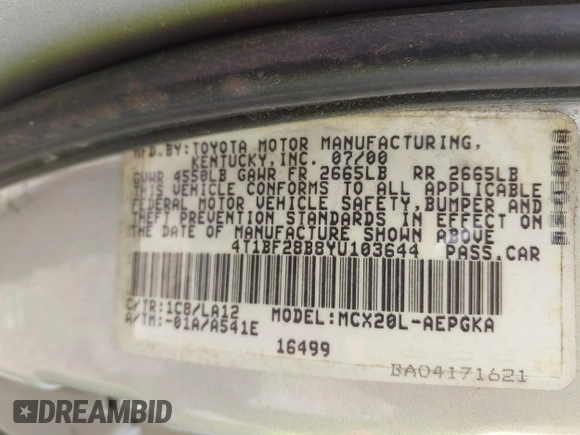 MFD.BY:TOYOTA MOTOR MANUFACTURING,
KENTUCKY,INC. 07/00
GVWR 4550LB GAWR FR 2665LB RR 2665LB
THIS VEHICLE CONFORMS TO ALL APPLICABLE
FEDERAL MOTOR VEHICLE SAFETY, BUMPER AND
THEFT PREVENTION STANDARDS IN EFFECT ON
THE DATE OF MANUFACTURE SHOWN ABOVE
4T1BF28B8YU103644 PASS.CAR
C/TR:1C8/LA12
A/TM:-01A/A541E MODEL:MCX20L-AEPGKA
16499
BA04171621
DREAMBID